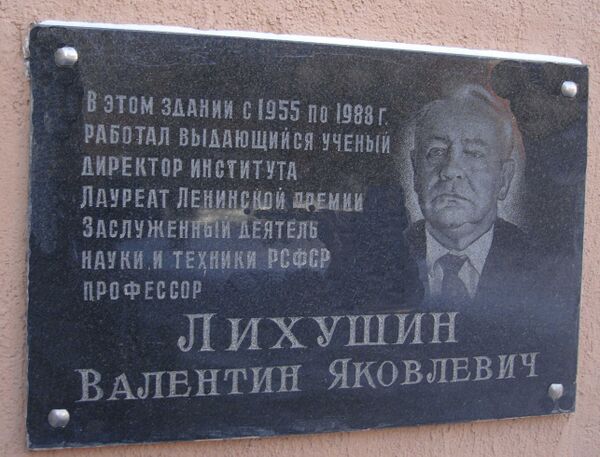 В этом здании с 1955 по 1988 г.
работал выдающийся ученый
директор института
Лауреат Ленинской премии
Заслуженный деятель
науки и техники РСФСР
профессор
Лихушин
Валентин Яковлевич